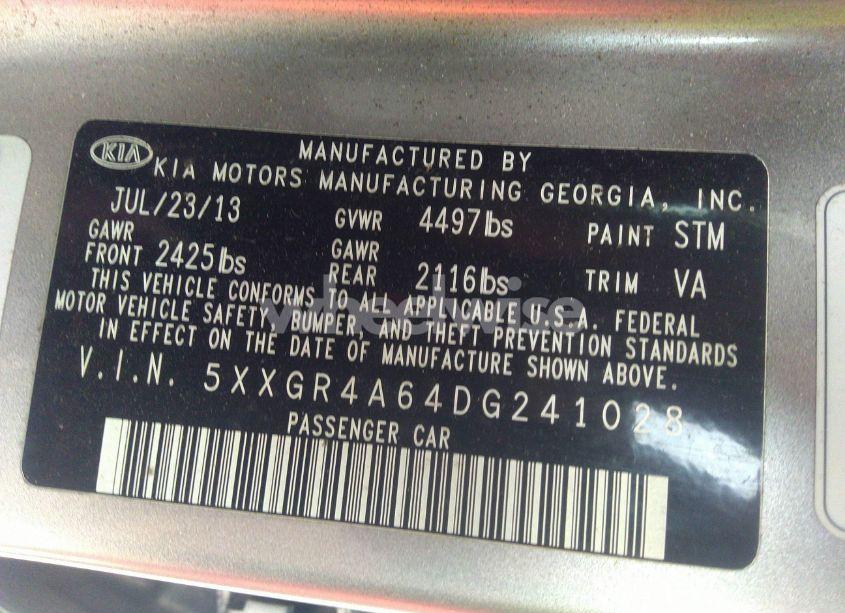 KIA
MANUFACTURED BY
KIA MOTORS MANUFACTURING GEORGIA, INC.
JUL/23/13 GVWR 4497lbs PAINT STM
GAWR FRONT 2425lbs GAWR REAR 2116lbs TRIM VA
THIS VEHICLE CONFORMS TO ALL APPLICABLE U.S.A. FEDERAL
MOTOR VEHICLE SAFETY, BUMPER, AND THEFT PREVENTION STANDARDS
IN EFFECT ON THE DATE OF MANUFACTURE SHOWN ABOVE.
V.I.N. 5XXGR4A64DG241028
PASSENGER CAR
wheelwise